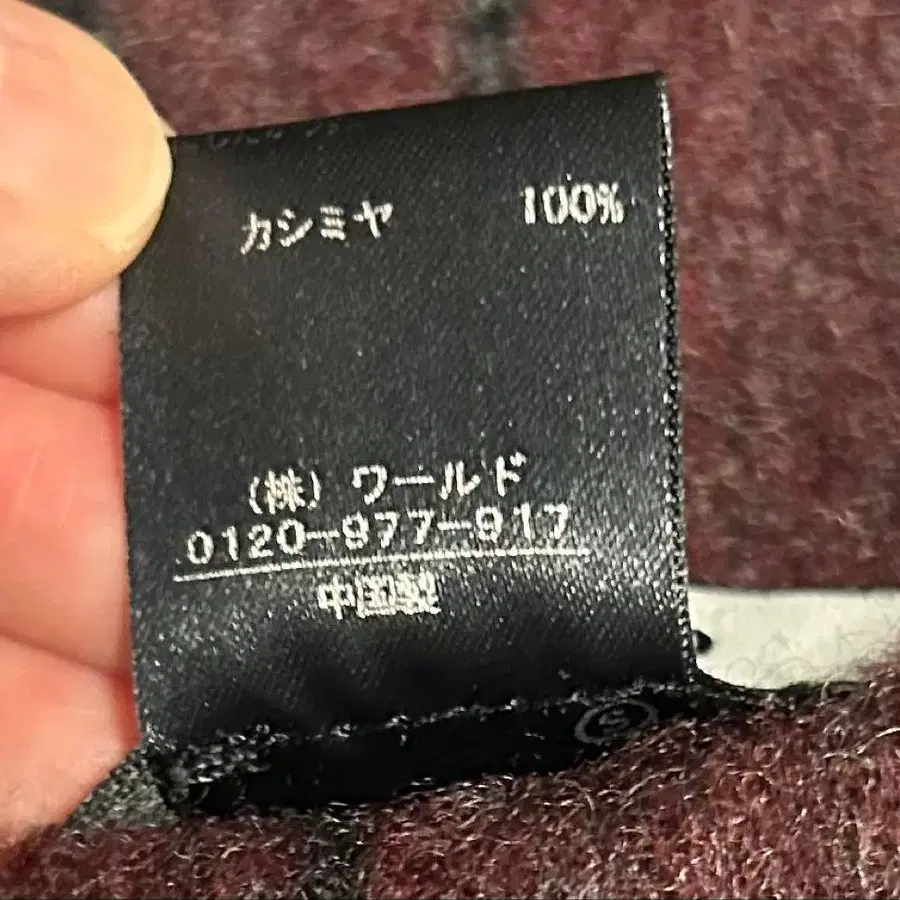 カシミヤ 100%
(株) ワールド
0120-977-917
中国製
Ⓢ